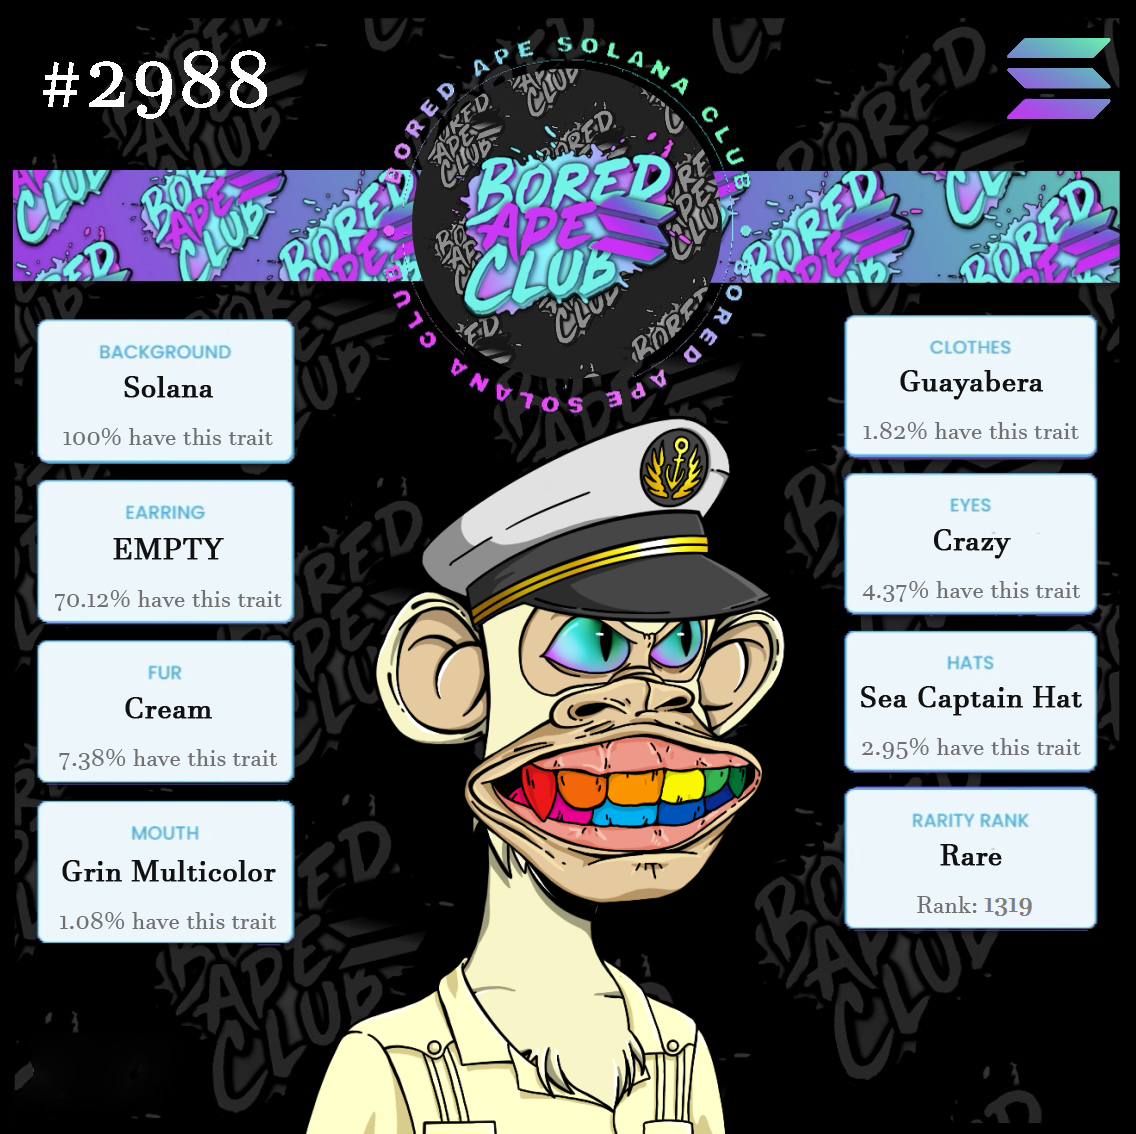 #2988
BORED APE SOLANA CLUB
BORED APE SOLANA CLUB
BORED
APE
CLUB
BACKGROUND
Solana
100% have this trait
EARRING
EMPTY
70.12% have this trait
FUR
Cream
7.38% have this trait
MOUTH
Grin Multicolor
1.08% have this trait
CLOTHES
Guayabera
1.82% have this trait
EYES
Crazy
4.37% have this trait
HATS
Sea Captain Hat
2.95% have this trait
RARITY RANK
Rare
Rank: 1319